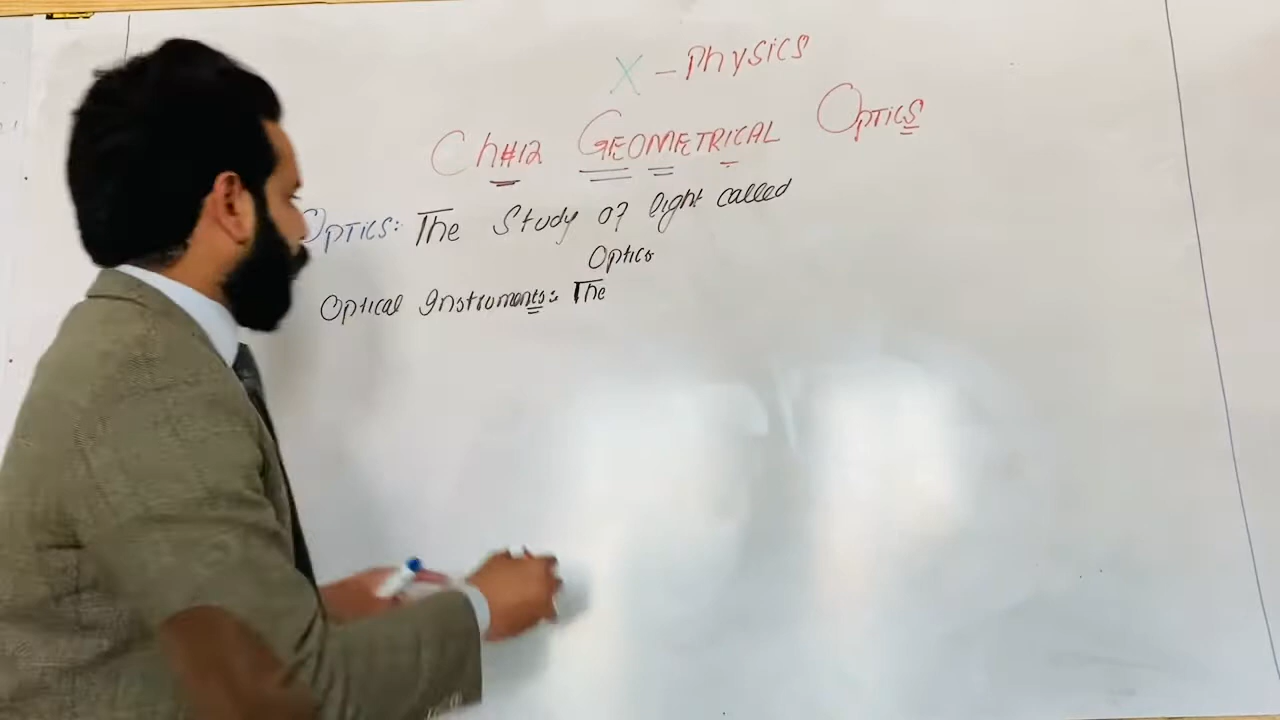 X - Physics
Ch#12 GEOMETRICAL OPTICS
OPTICS: The Study of light called
Optics
Optical Instruments: The